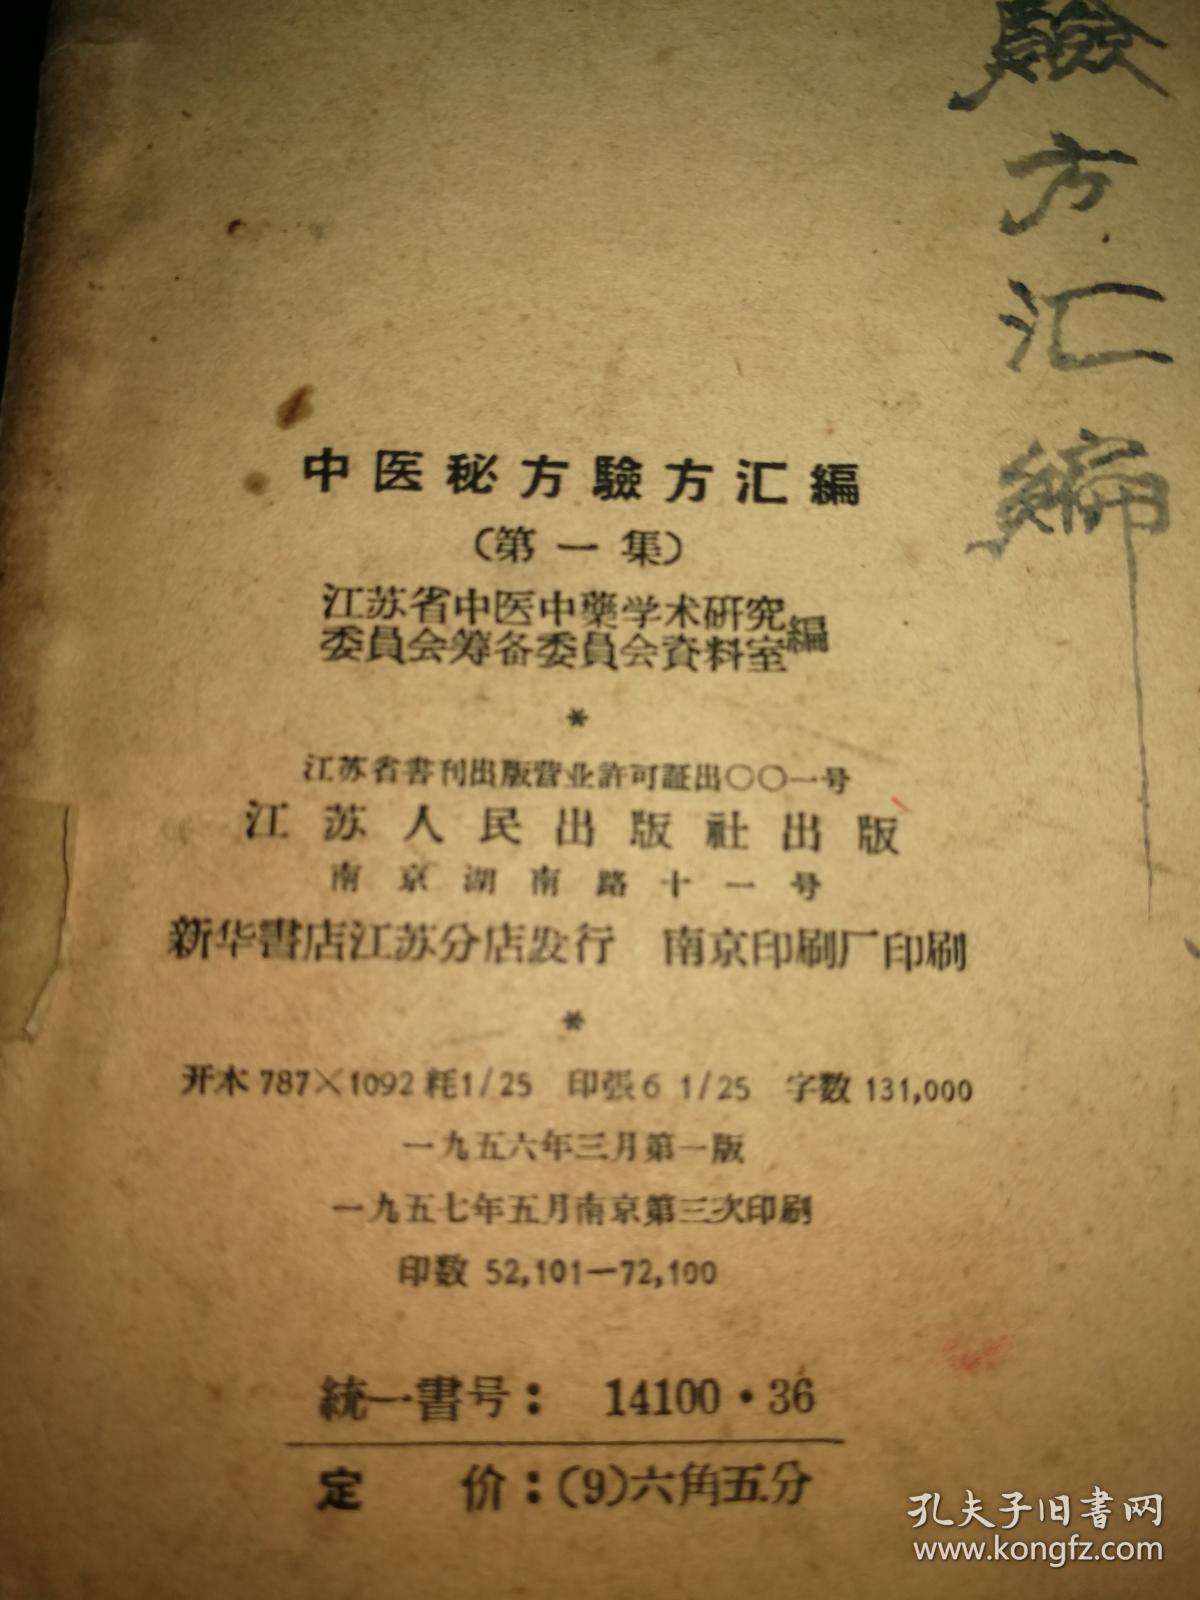 驗方汇編
中医秘方驗方汇編
（第一集）
江苏省中医中藥学术研究
委員会筹备委員会資料室
編
*
江苏省書刊出版营业許可証出〇〇一号
江苏人民出版社出版
南京湖南路十一号
新华書店江苏分店发行 南京印刷厂印刷
*
开本 787×1092 耗 1/25 印張 6 1/25 字数 131,000
一九五六年三月第一版
一九五七年五月南京第三次印刷
印数 52,101—72,100
統一書号： 14100·36
定 价：(9)六角五分
孔夫子旧書网
www.kongfz.com